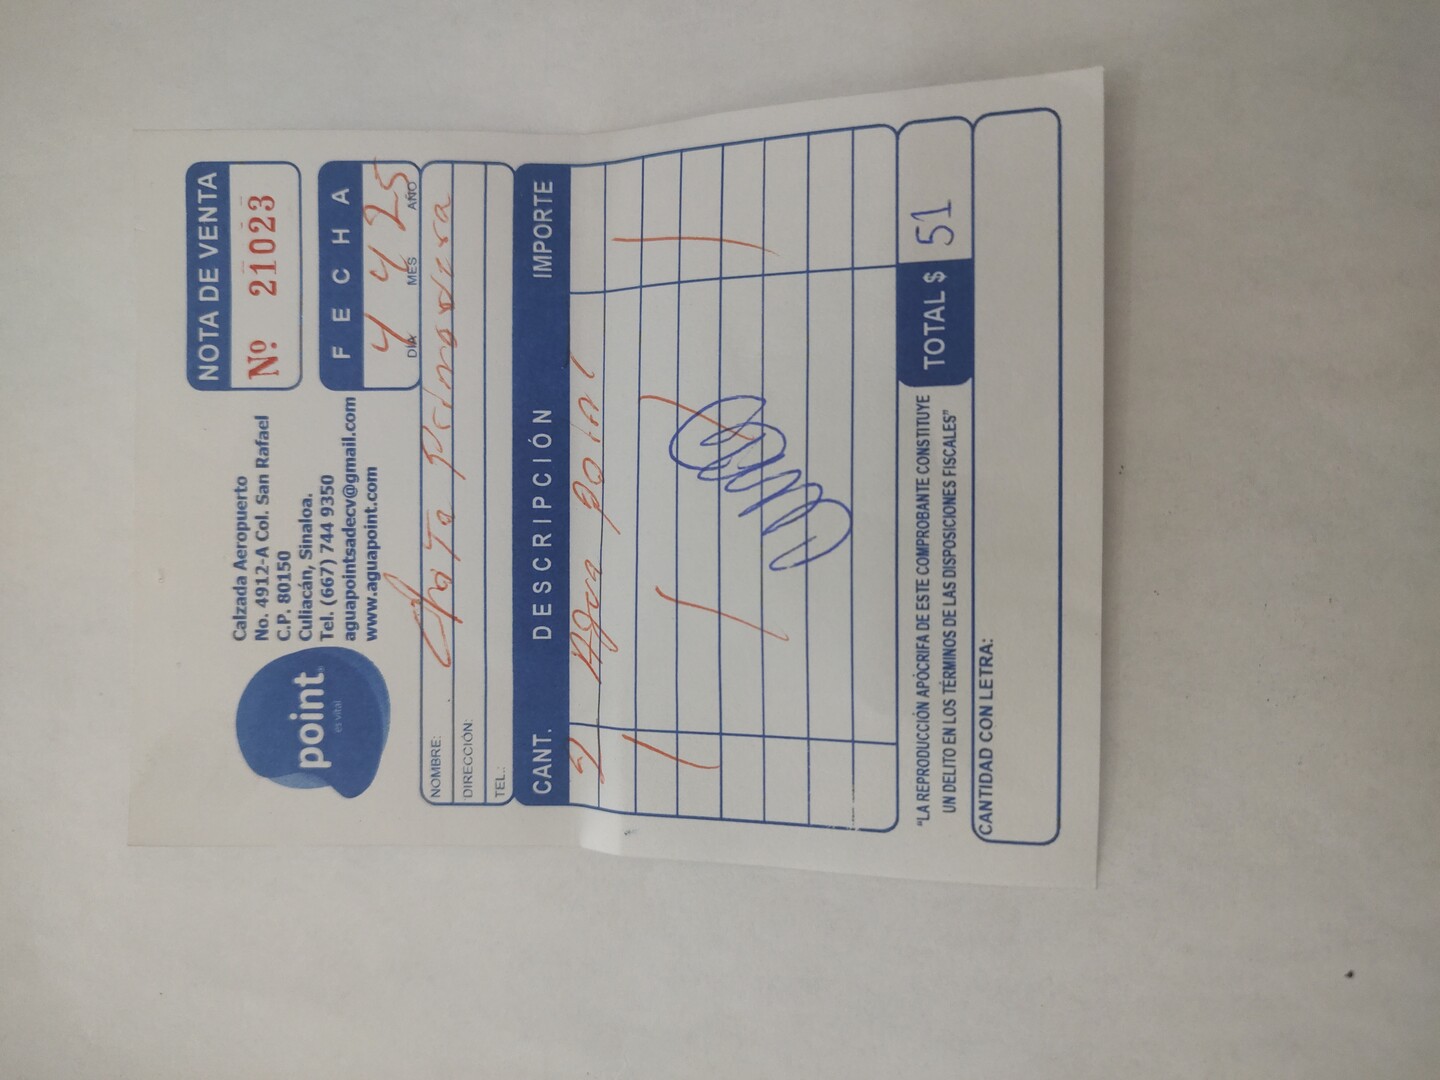 point®
es vital
Calzada Aeropuerto
No. 4912-A Col. San Rafael
C.P. 80150
Culiacán, Sinaloa.
Tel. (667) 744 9350
aguapointsadecv@gmail.com
www.aguapoint.com
NOTA DE VENTA
Nº 21023
FECHA
4 4 25
DÍA MES AÑO
NOMBRE: Chata
DIRECCIÓN:
TEL.:
CANT. DESCRIPCIÓN IMPORTE
Agua Point
"LA REPRODUCCIÓN APÓCRIFA DE ESTE COMPROBANTE CONSTITUYE
UN DELITO EN LOS TÉRMINOS DE LAS DISPOSICIONES FISCALES"
TOTAL $ 51
CANTIDAD CON LETRA: